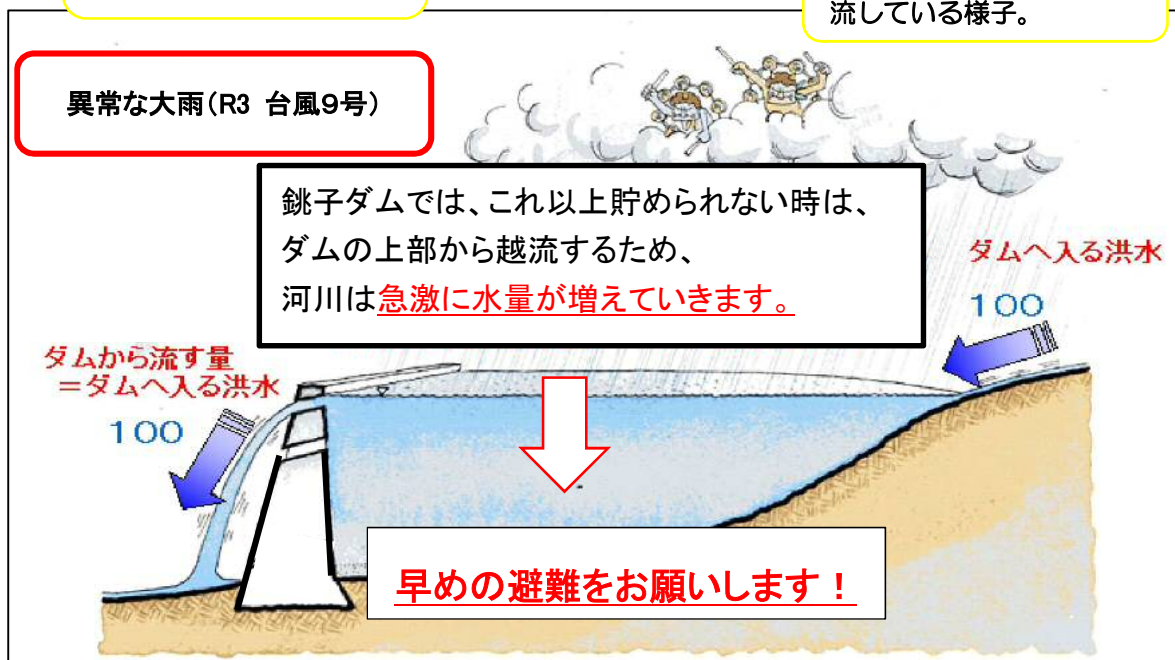 流している様子。
異常な大雨(R3 台風9号)
銚子ダムでは、これ以上貯められない時は、
ダムの上部から越流するため、
河川は急激に水量が増えていきます。
ダムへ入る洪水
100
ダムから流す量
=ダムへ入る洪水
100
早めの避難をお願いします！